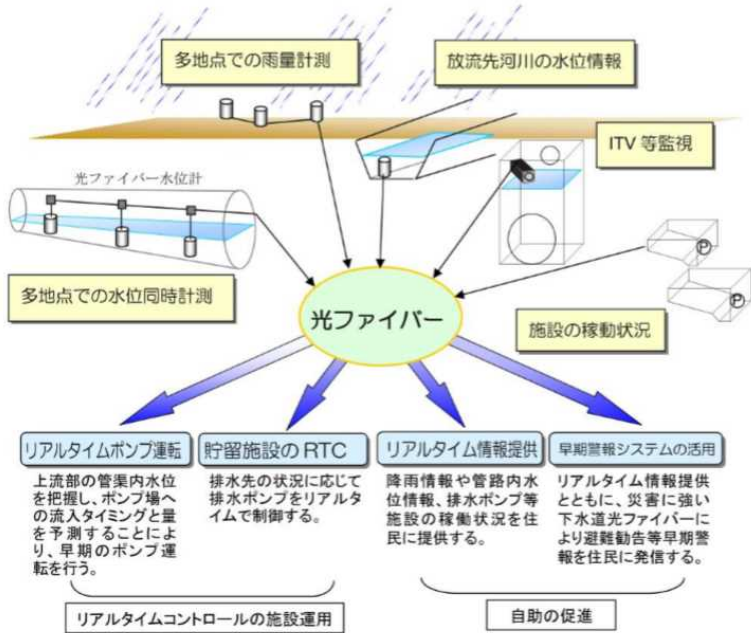 多地点での雨量計測
放流先河川の水位情報
ITV 等監視
光ファイバー水位計
多地点での水位同時計測
P
P
施設の稼動状況
光ファイバー
リアルタイムポンプ運転
上流部の管渠内水位
を把握し、ポンプ場へ
の流入タイミングと量
を予測することによ
り、早期のポンプ運
転を行う。
貯留施設の RTC
排水先の状況に応じて
排水ポンプをリアルタ
イムで制御する。
リアルタイム情報提供
降雨情報や管路内水
位情報、排水ポンプ等
施設の稼働状況を住
民に提供する。
早期警報システムの活用
リアルタイム情報提供
とともに、災害に強い
下水道光ファイバーに
より避難勧告等早期警
報を住民に発信する。
リアルタイムコントロールの施設運用
自助の促進